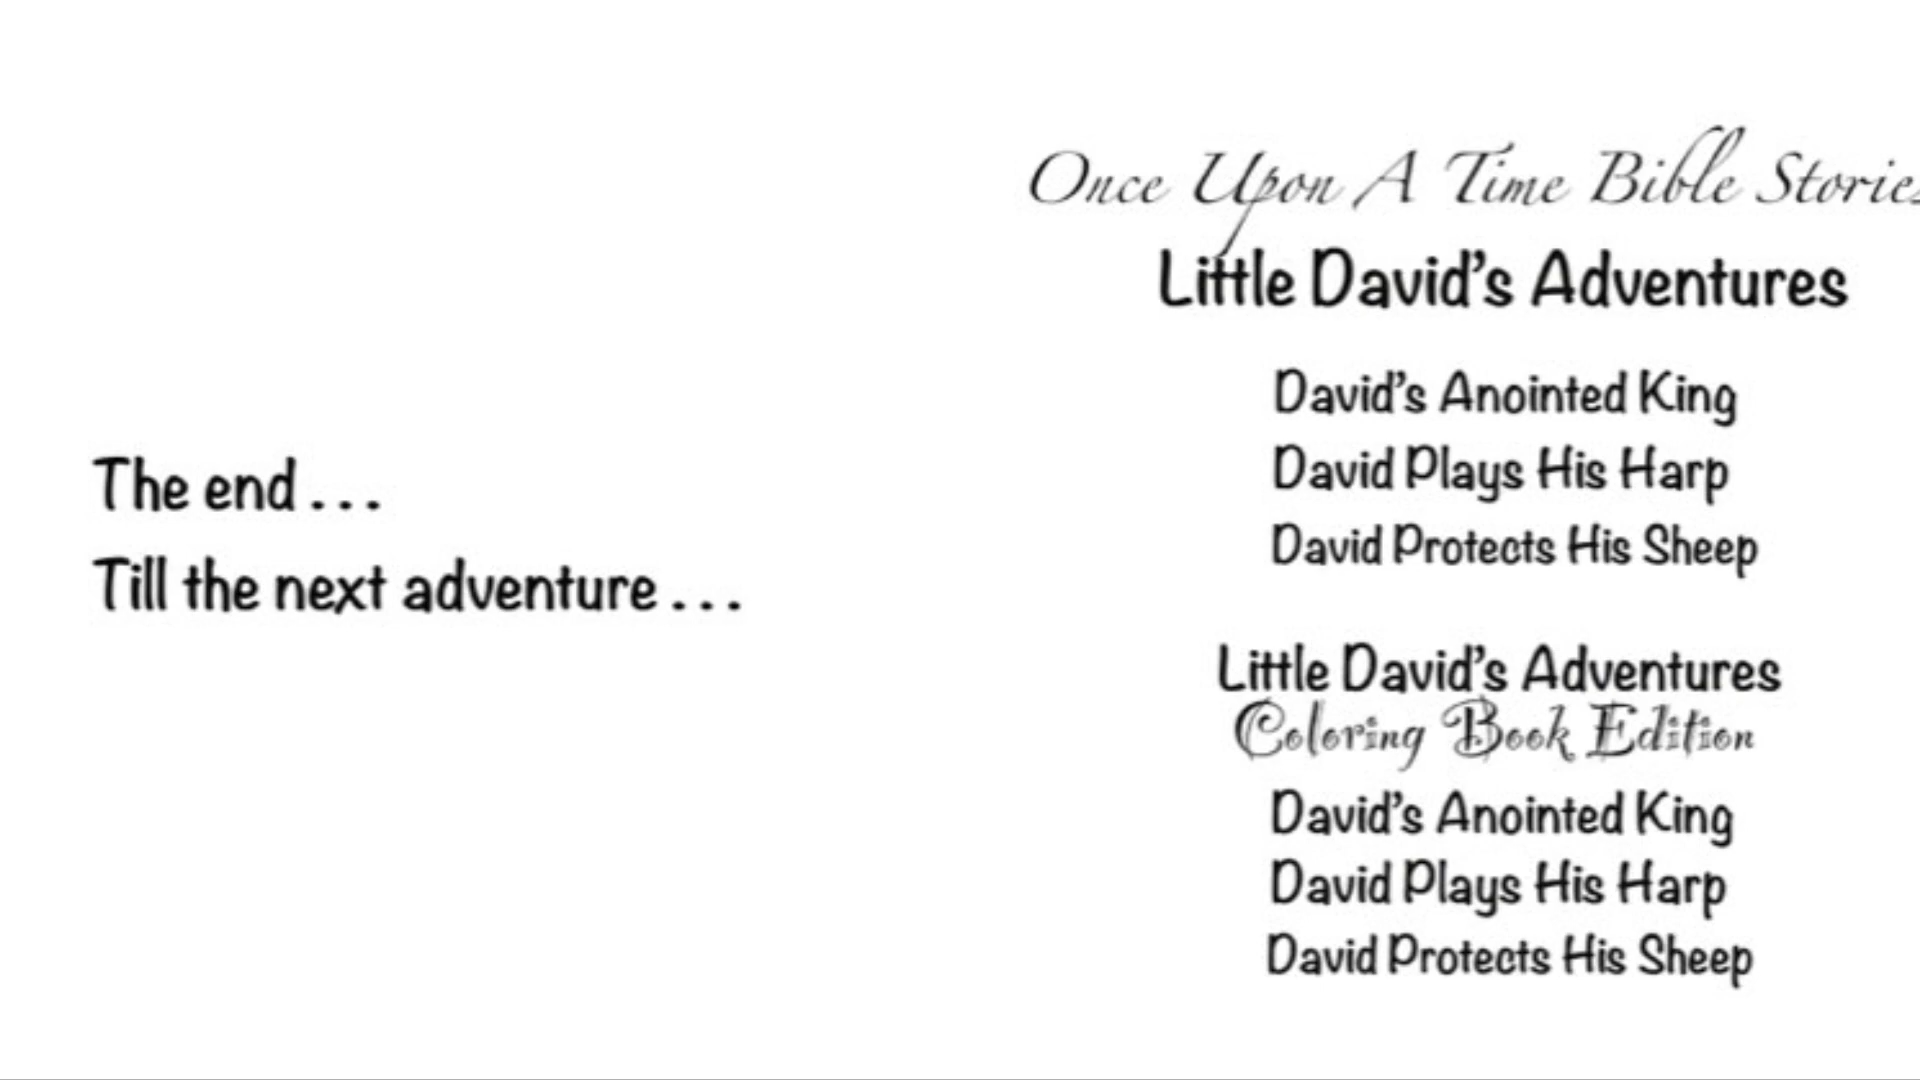 The end . . .
Till the next adventure . . .
Once Upon A Time Bible Stories
Little David's Adventures
David's Anointed King
David Plays His Harp
David Protects His Sheep
Little David's Adventures
Coloring Book Edition
David's Anointed King
David Plays His Harp
David Protects His Sheep